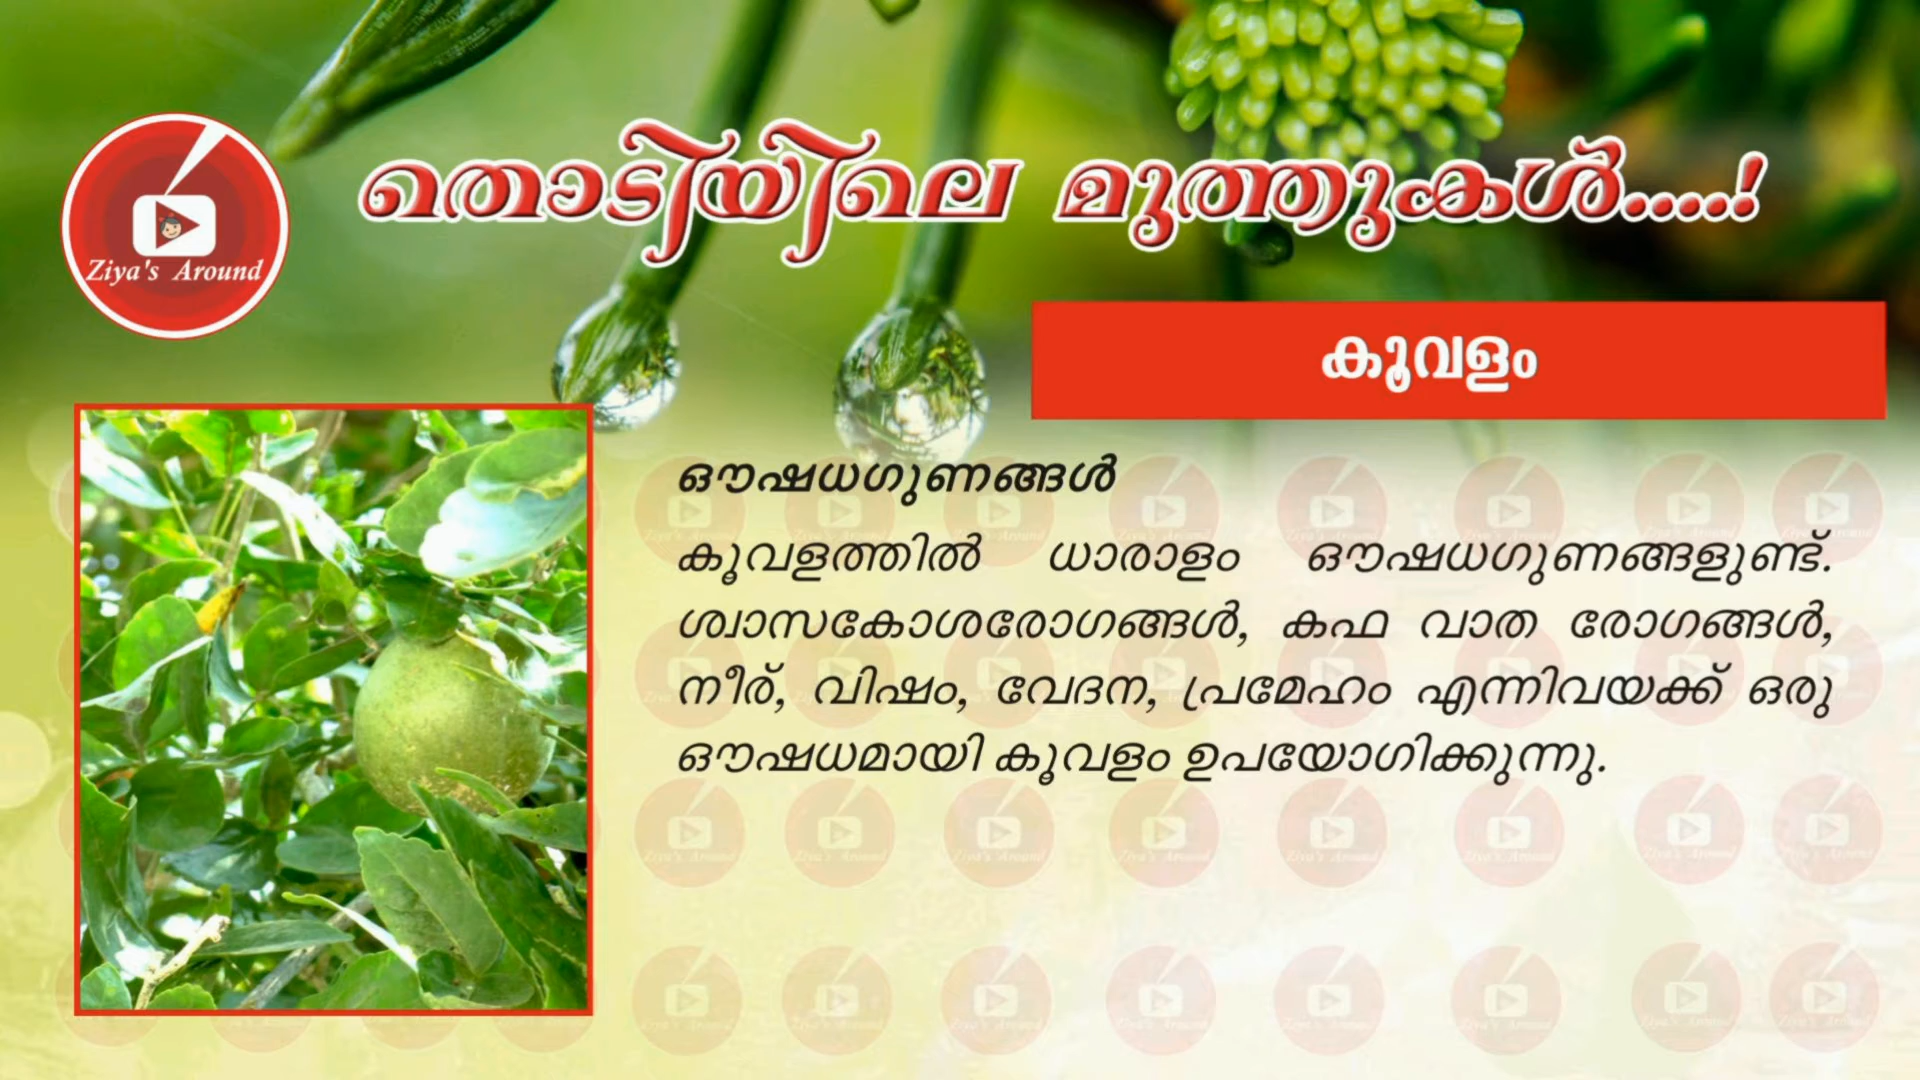 തൊടിയിലെ മുത്തുകൾ.....!
Ziya's Around
കൂവളം
ഔഷധഗുണങ്ങൾ
കൂവളത്തിൽ ധാരാളം ഔഷധഗുണങ്ങളുണ്ട്.
ശ്വാസകോശരോഗങ്ങൾ, കഫ വാത രോഗങ്ങൾ,
നീര്, വിഷം, വേദന, പ്രമേഹം എന്നിവയക്ക് ഒരു
ഔഷധമായി കൂവളം ഉപയോഗിക്കുന്നു.